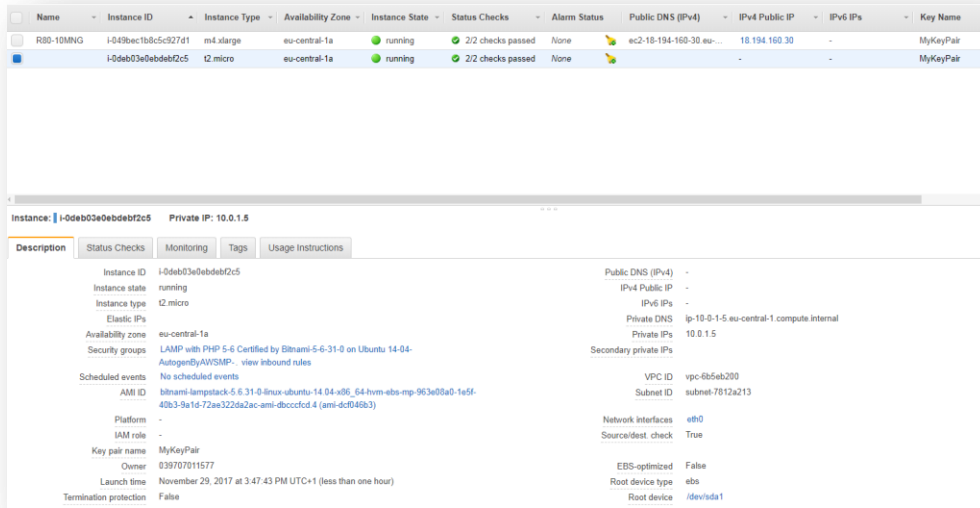 Name Instance ID Instance Type Availability Zone Instance State Status Checks Alarm Status Public DNS (IPv4) IPv4 Public IP IPv6 IPs Key Name
R80-10MNG i-049bec1b8c5c927d1 m4.xlarge eu-central-1a running 2/2 checks passed None ec2-18-194-160-30.eu-... 18.194.160.30 - MyKeyPair
i-0deb03e0ebdebf2c5 t2.micro eu-central-1a running 2/2 checks passed None - - MyKeyPair
Instance: i-0deb03e0ebdebf2c5 Private IP: 10.0.1.5
Description Status Checks Monitoring Tags Usage Instructions
Instance ID i-0deb03e0ebdebf2c5 Public DNS (IPv4) -
Instance state running IPv4 Public IP -
Instance type t2.micro IPv6 IPs -
Elastic IPs Private DNS ip-10-0-1-5.eu-central-1.compute.internal
Availability zone eu-central-1a Private IPs 10.0.1.5
Security groups LAMP with PHP 5-6 Certified by Bitnami-5-6-31-0 on Ubuntu 14-04- Secondary private IPs
AutogenByAWSMP-. view inbound rules
Scheduled events No scheduled events VPC ID vpc-6b5eb200
AMI ID bitnami-lampstack-5.6.31-0-linux-ubuntu-14.04-x86_64-hvm-ebs-mp-963e08a0-1e5f- Subnet ID subnet-7812a213
40b3-9a1d-72ae322da2ac-ami-dbcccfcd.4 (ami-dcf046b3)
Platform - Network interfaces eth0
IAM role - Source/dest. check True
Key pair name MyKeyPair
Owner 039707011577 EBS-optimized False
Launch time November 29, 2017 at 3:47:43 PM UTC+1 (less than one hour) Root device type ebs
Termination protection False Root device /dev/sda1